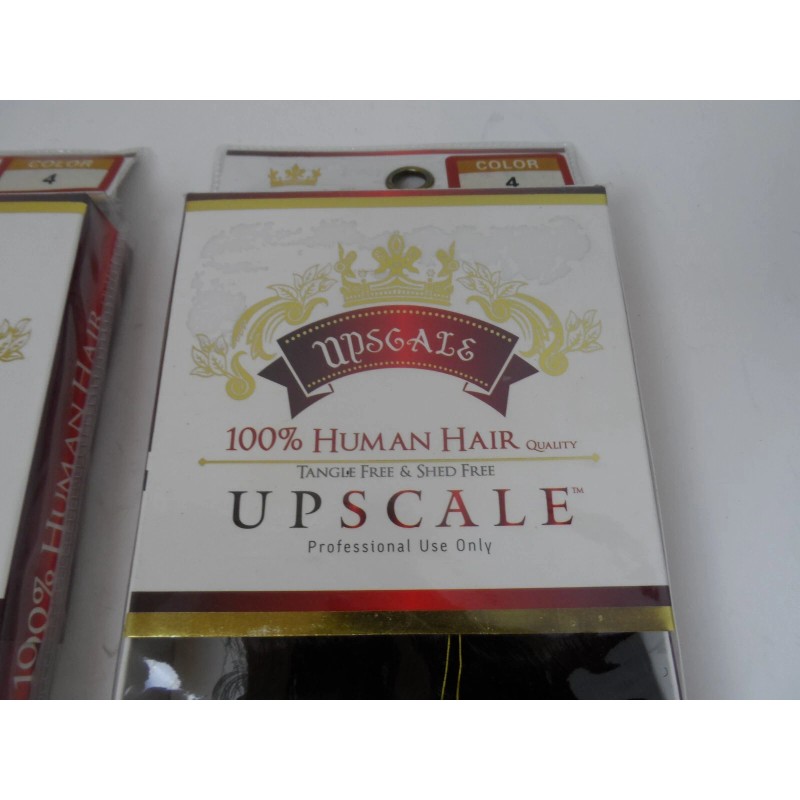 COLOR
4
100% HUMAN HAIR
COLOR
4
UPSCALE
100% HUMAN HAIR QUALITY
TANGLE FREE & SHED FREE
UPSCALE™
Professional Use Only